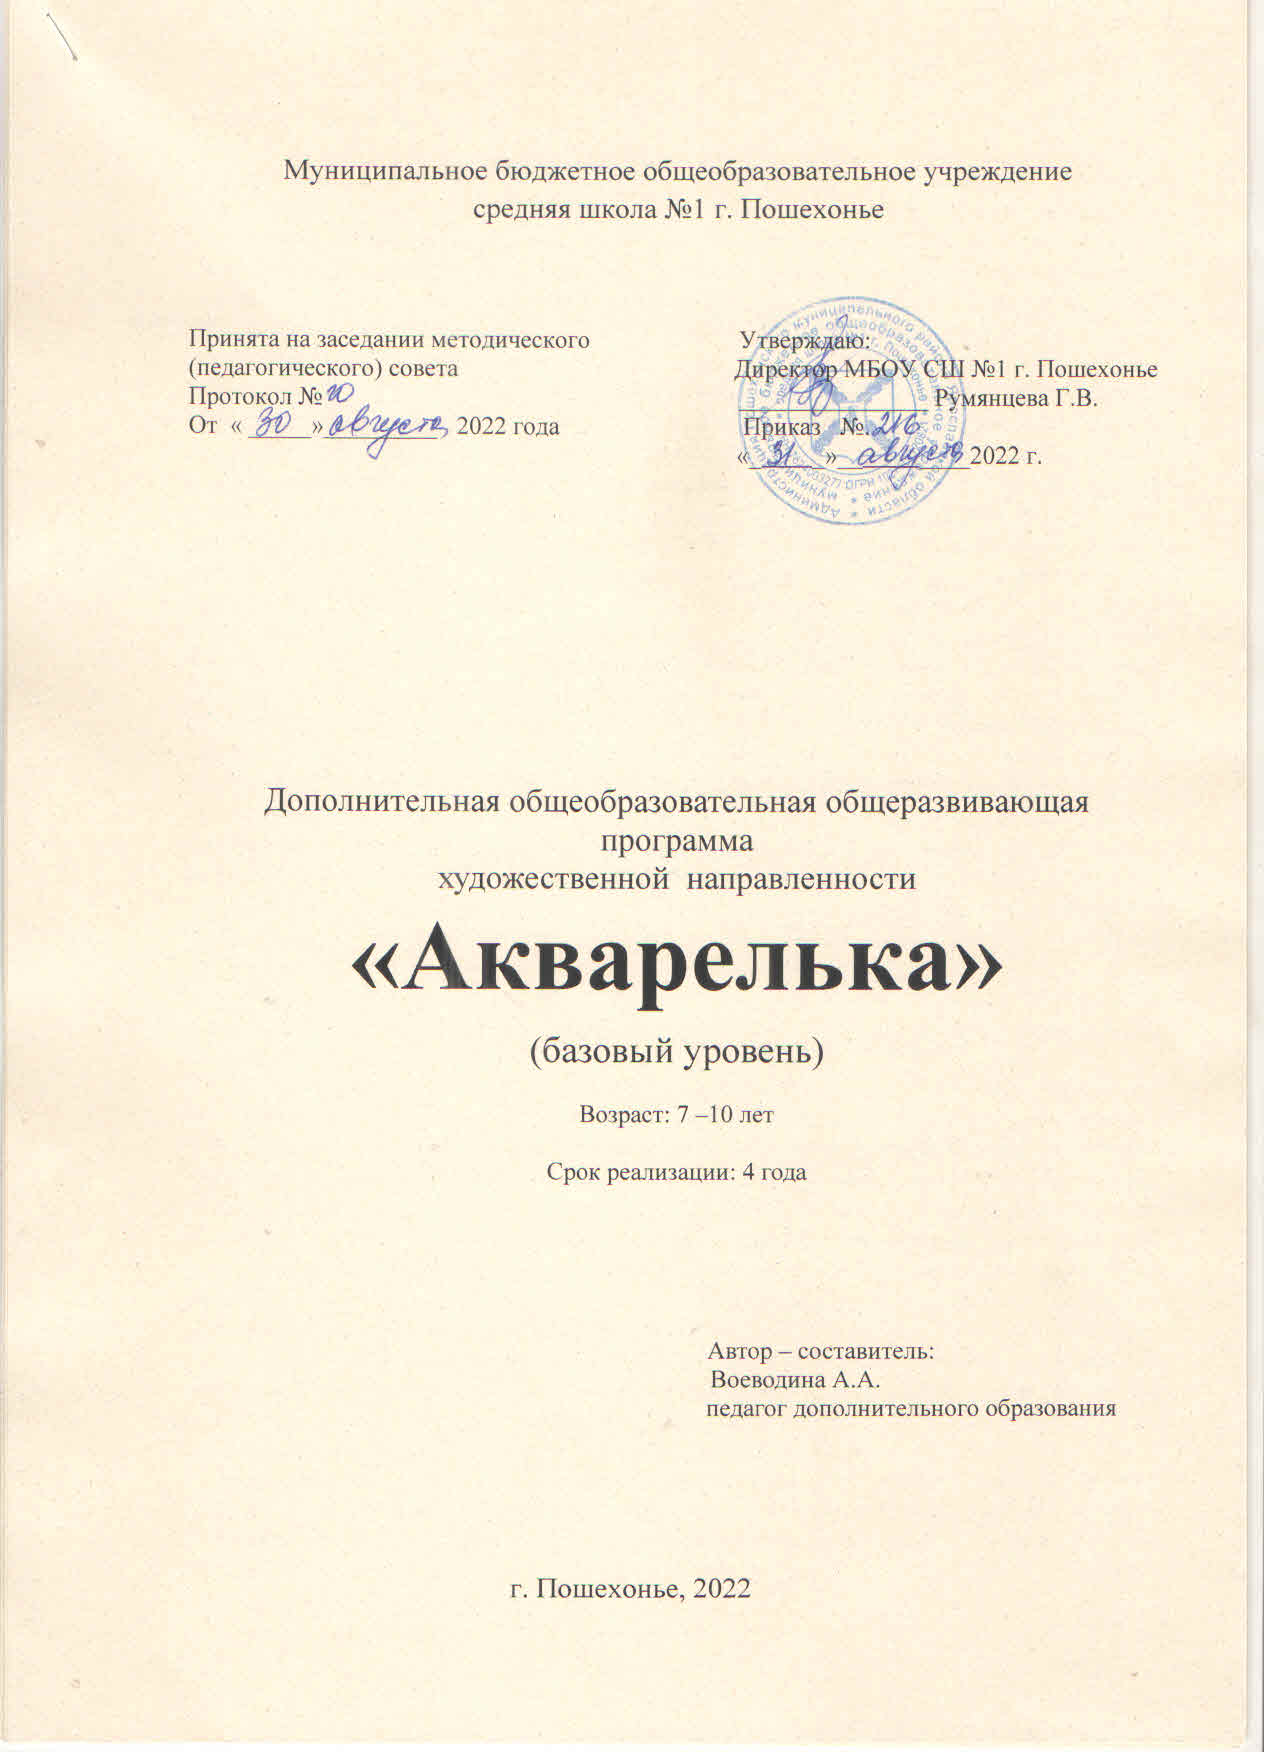 Муниципальное бюджетное общеобразовательное учреждение
средняя школа №1 г. Пошехонье
Принята на заседании методического
(педагогического) совета
Протокол №10
От « 30 » августа 2022 года
Утверждаю:
Директор МБОУ СШ №1 г. Пошехонье
Румянцева Г.В.
Приказ №.216
« 31 » августа 2022 г.
Дополнительная общеобразовательная общеразвивающая
программа
художественной направленности
«Акварелька»
(базовый уровень)
Возраст: 7 –10 лет
Срок реализации: 4 года
Автор – составитель:
Воеводина А.А.
педагог дополнительного образования
г. Пошехонье, 2022